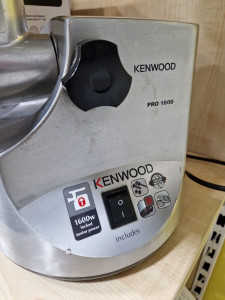 KENWOOD
PRO 1600
KENWOOD
1600w
locked
motor power
includes